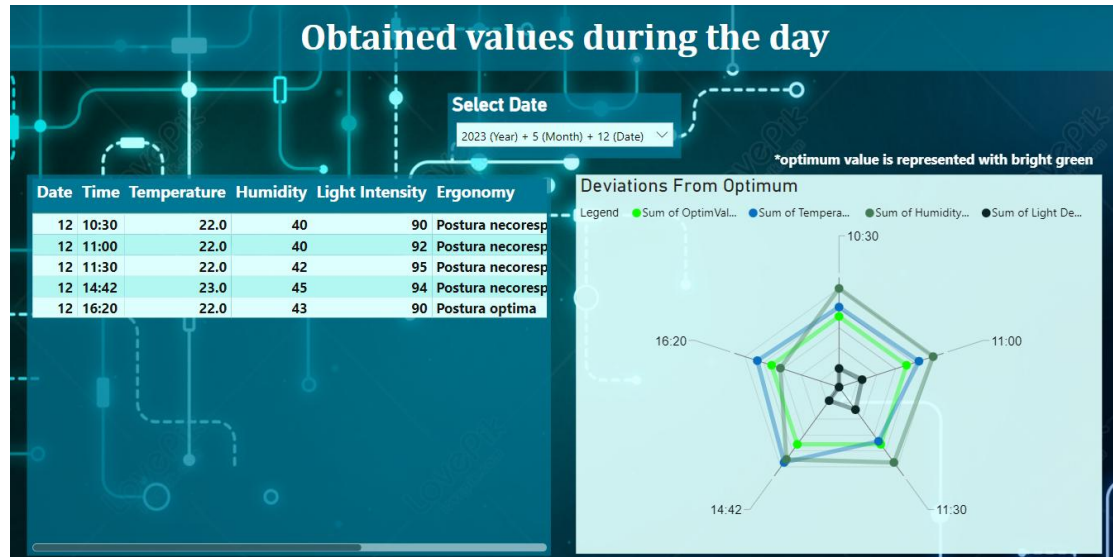 Obtained values during the day
Select Date
2023 (Year) + 5 (Month) + 12 (Date)
*optimum value is represented with bright green
Date Time Temperature Humidity Light Intensity Ergonomy
12 10:30 22.0 40 90 Postura necoresp
12 11:00 22.0 40 92 Postura necoresp
12 11:30 22.0 42 95 Postura necoresp
12 14:42 23.0 45 94 Postura necoresp
12 16:20 22.0 43 90 Postura optima
Deviations From Optimum
Legend Sum of OptimVal... Sum of Tempera... Sum of Humidity... Sum of Light De...
10:30
16:20 11:00
14:42 11:30